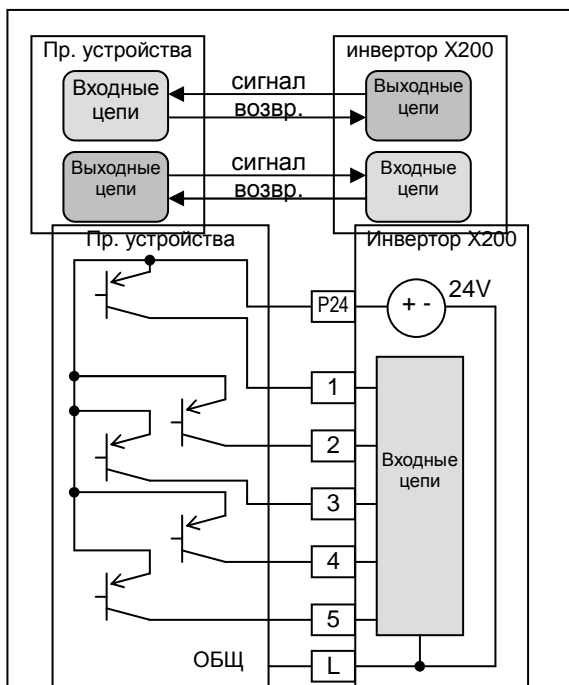 Пр. устройства
инвертор X200
Входные
цепи
сигнал
возвр.
Выходные
цепи
Выходные
цепи
сигнал
возвр.
Входные
цепи
Пр. устройства
Инвертор X200
P24
+ -
24V
1
2
3
4
5
Входные
цепи
ОБЩ
L